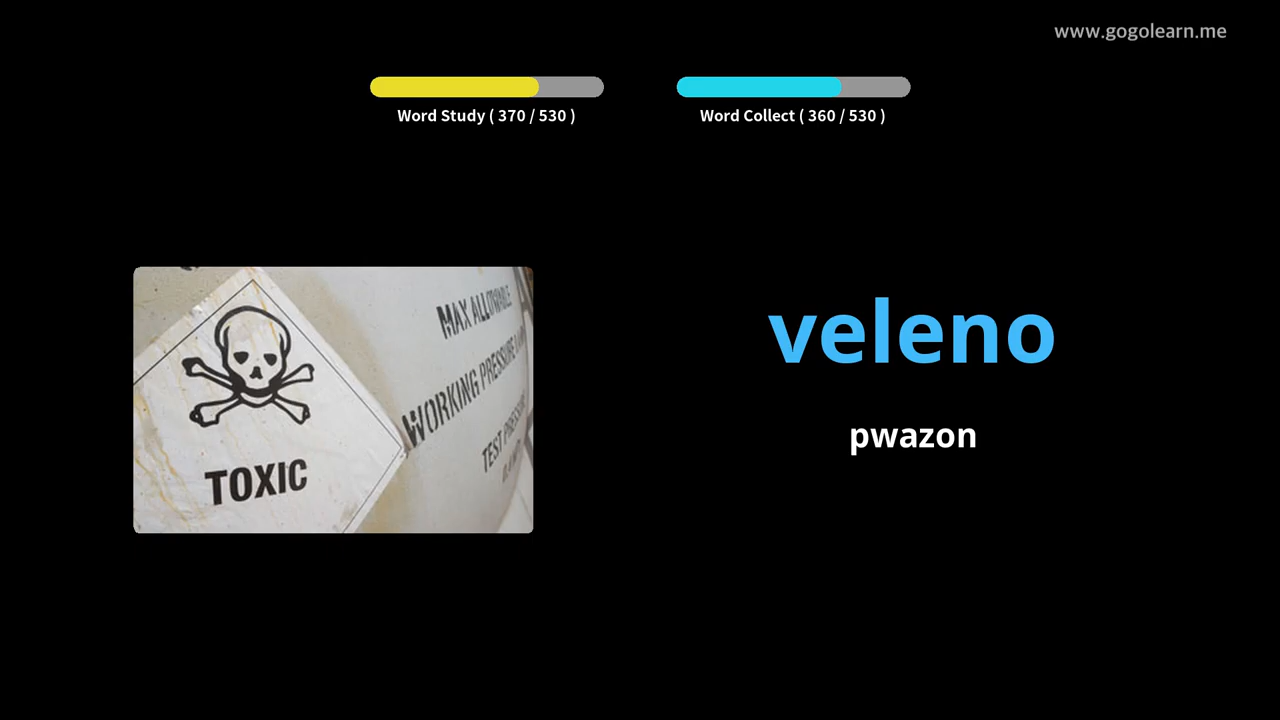 www.gogolearn.me
Word Study ( 370 / 530 )
Word Collect ( 360 / 530 )
MAX ALLOWABLE
WORKING PRESSURE
TEST PRESSURE
TOXIC
veleno
pwazon